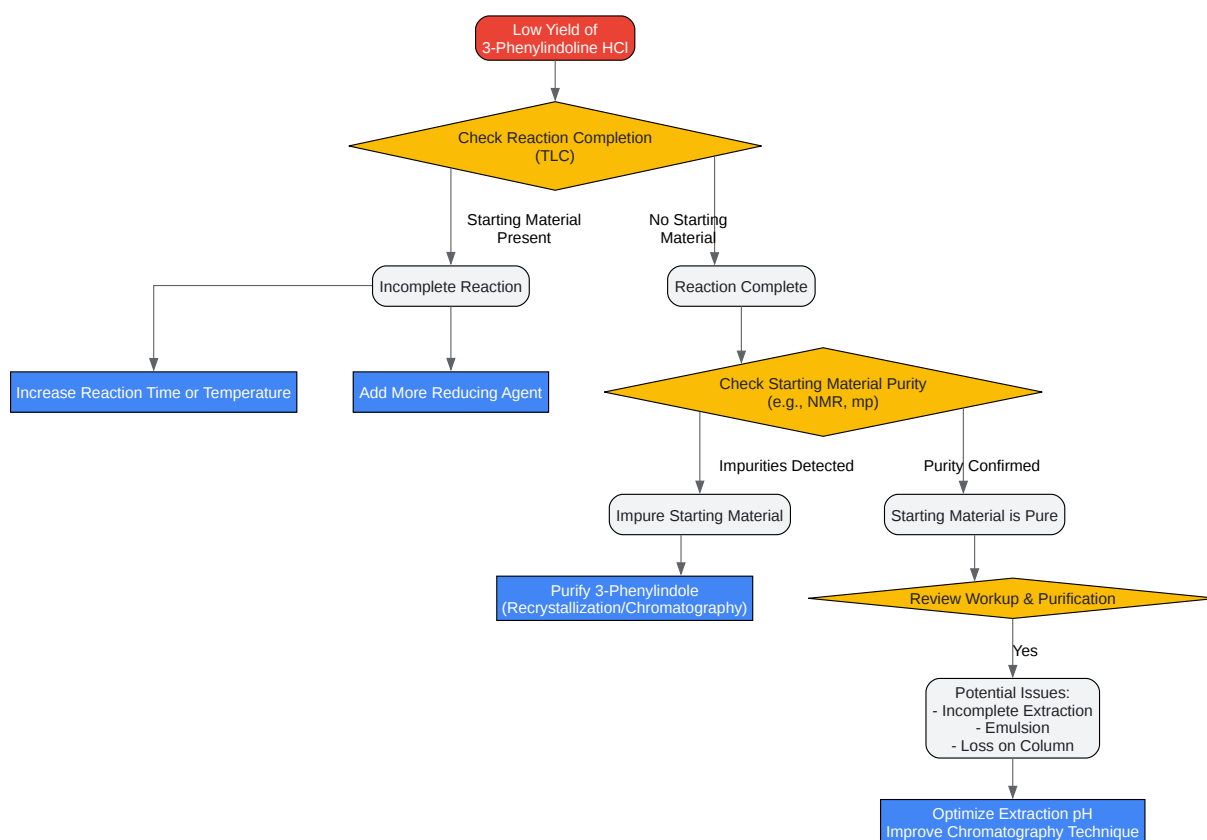 Low Yield of
3-Phenylindoline HCl
Check Reaction Completion
(TLC)
Starting Material
Present
No Starting
Material
Incomplete Reaction
Reaction Complete
Increase Reaction Time or Temperature
Add More Reducing Agent
Check Starting Material Purity
(e.g., NMR, mp)
Impurities Detected
Purity Confirmed
Impure Starting Material
Starting Material is Pure
Purify 3-Phenylindole
(Recrystallization/Chromatography)
Review Workup & Purification
Yes
Potential Issues:
- Incomplete Extraction
- Emulsion
- Loss on Column
Optimize Extraction pH
Improve Chromatography Technique